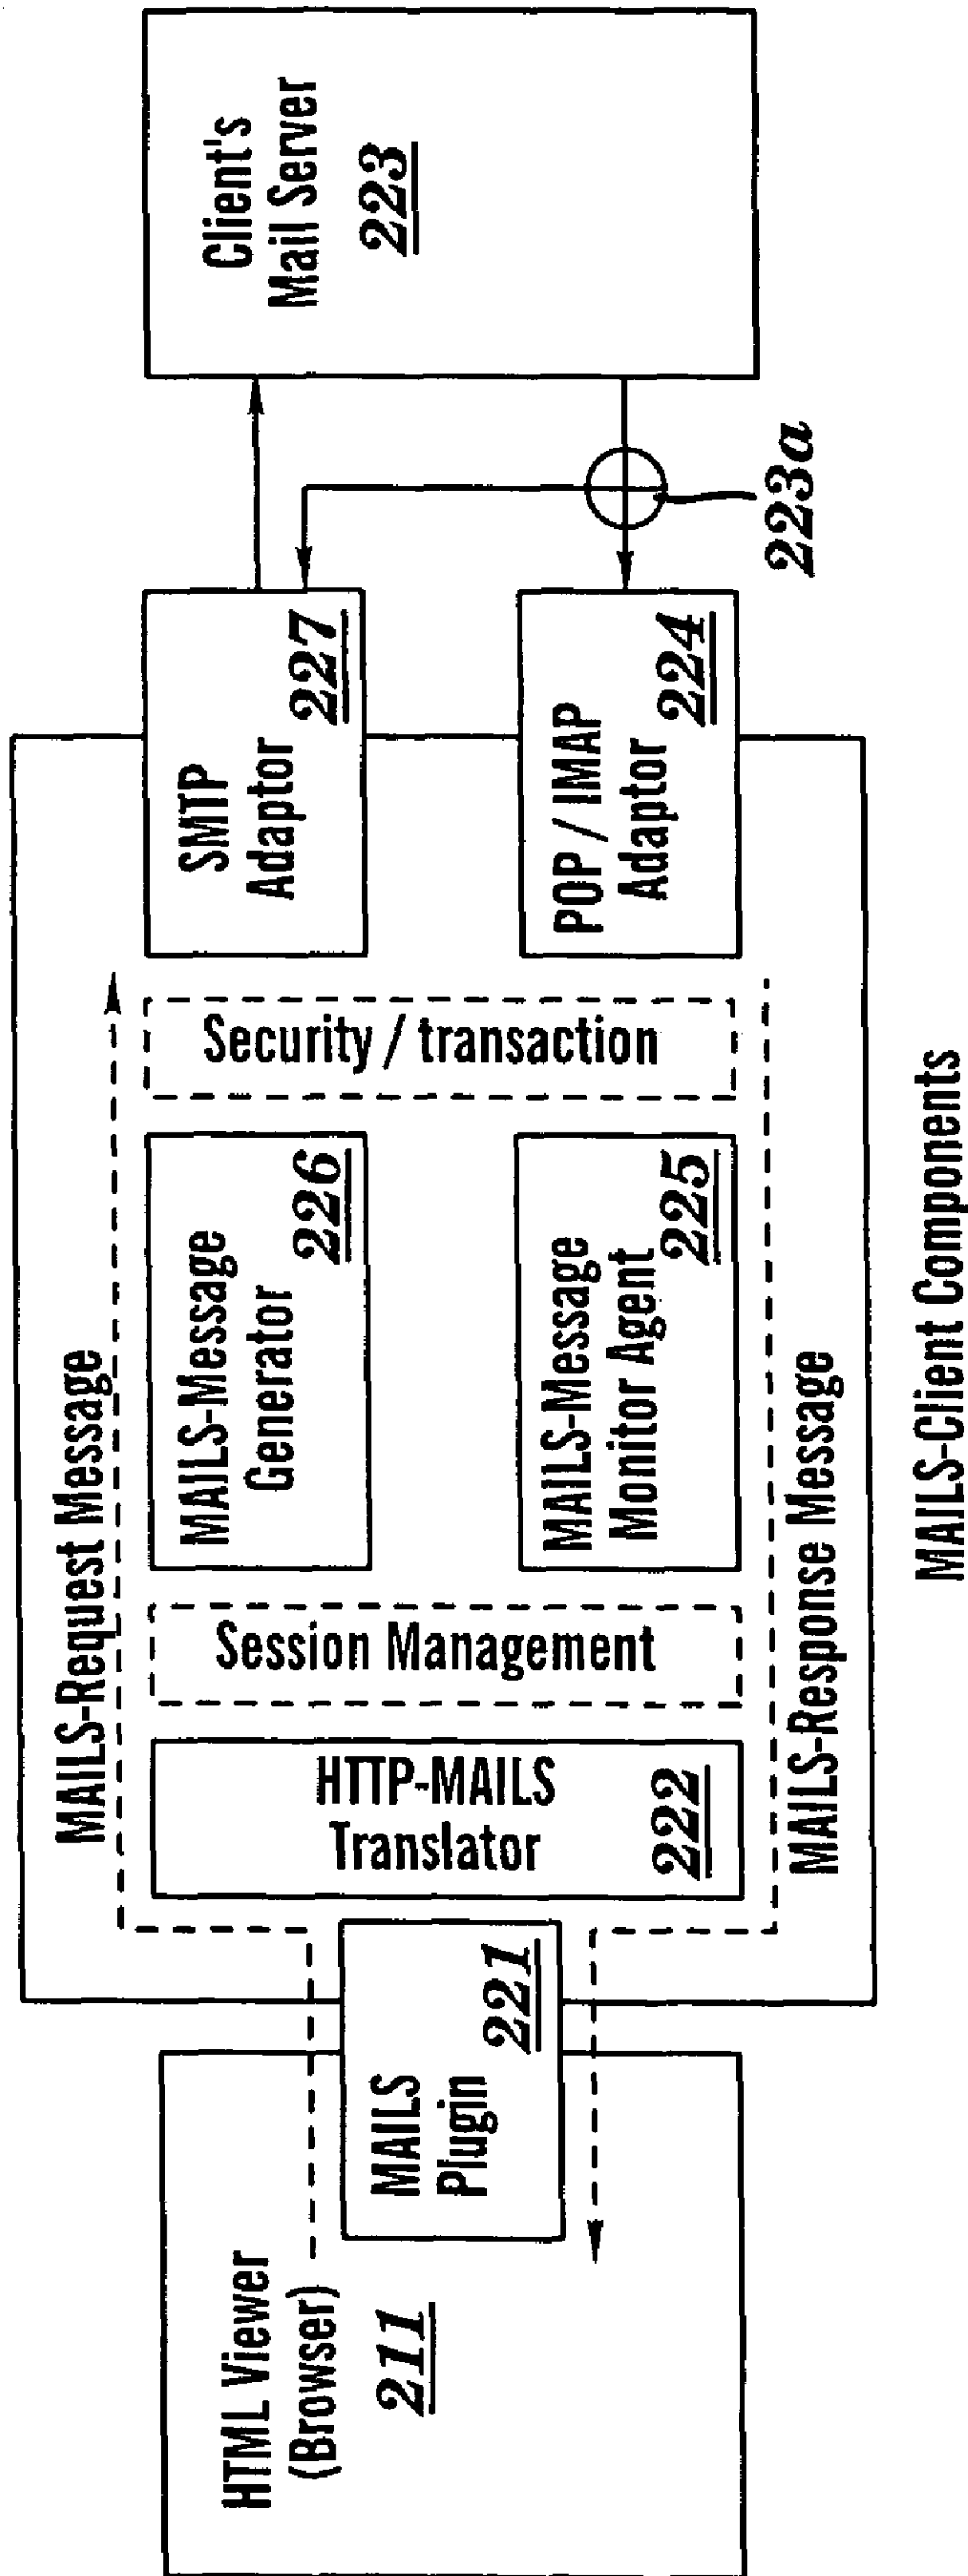 HTML Viewer
(Browser)
211
MAILS
Plugin
221
MAILS-Request Message
HTTP-MAILS
Translator
222
Session Management
MAILS-Message
Generator
226
MAILS-Message
Monitor Agent
225
Security / transaction
SMTP
Adaptor
227
POP / IMAP
Adaptor
224
MAILS-Response Message
Client's
Mail Server
223
223a
MAILS-Client Components